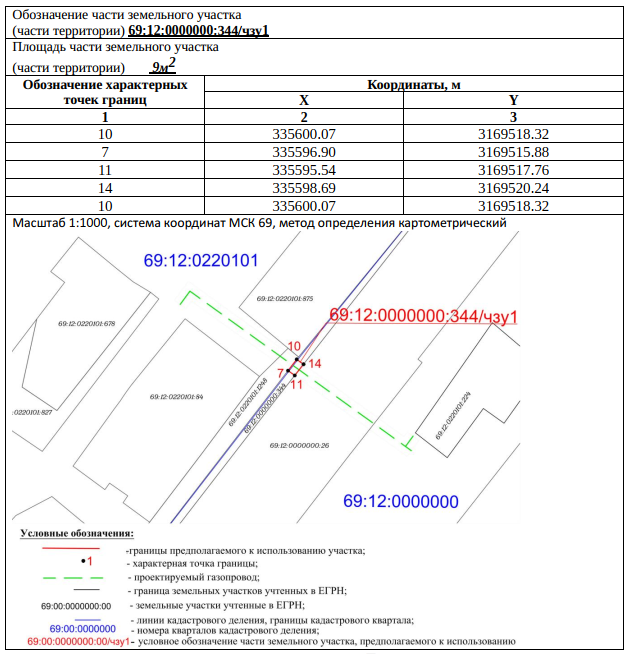 Обозначение части земельного участка
(части территории) 69:12:0000000:344/чзу1
Площадь части земельного участка
(части территории) 9м2
Обозначение характерных точек границ
Координаты, м
X Y
1 2 3
10 335600.07 3169518.32
7 335596.90 3169515.88
11 335595.54 3169517.76
14 335598.69 3169520.24
10 335600.07 3169518.32
Масштаб 1:1000, система координат МСК 69, метод определения картометрический
69:12:0220101
69:12:0220101:875
69:12:0000000:344/чзу1
69:12:0220101:678
10
14
7
11
69:12:0220101:84
69:12:0220101:1248
69:12:0000000:344
:0220101:827
69:12:0220101:224
69:12:0000000:26
69:12:0000000
Условные обозначения:
-границы предполагаемого к использованию участка;
1 - характерная точка границы;
- проектируемый газопровод;
- граница земельных участков учтенных в ЕГРН;
69:00:0000000:00 - земельные участки учтенные в ЕГРН;
- линии кадастрового деления, границы кадастрового квартала;
69:00:0000000 - номера кварталов кадастрового деления;
69:00:0000000:00/чзу1- условное обозначение части земельного участка, предполагаемого к использованию